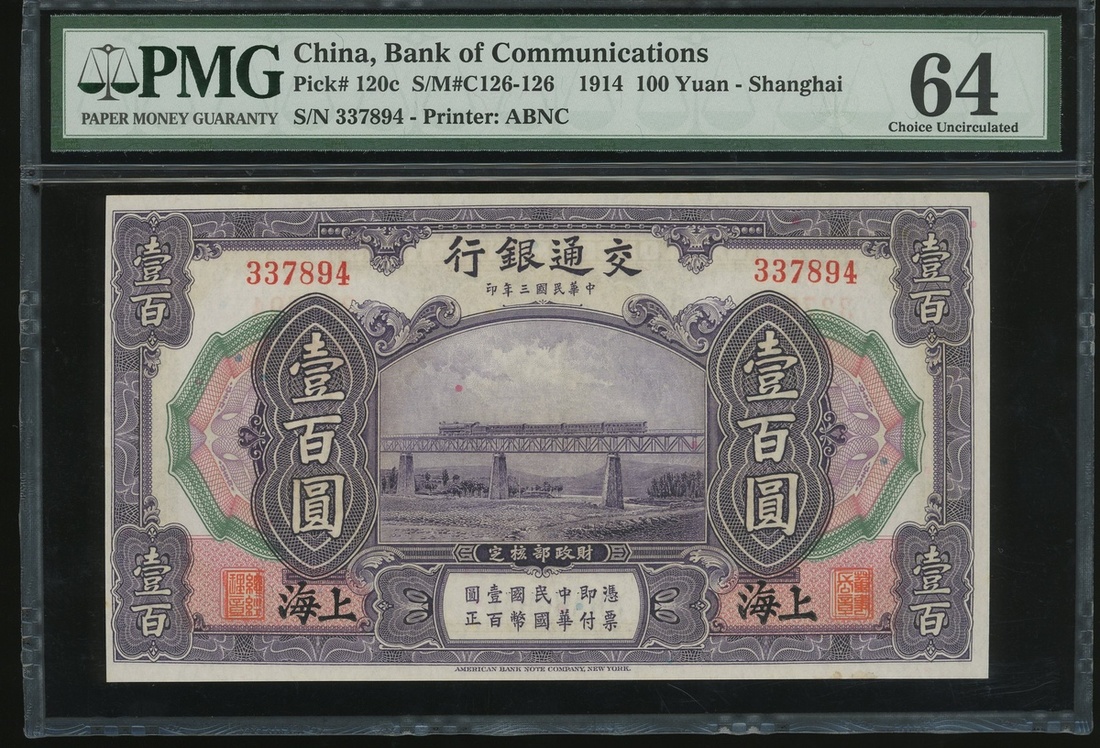 PMG
PAPER MONEY GUARANTY
China, Bank of Communications
Pick# 120c S/M#C126-126 1914 100 Yuan - Shanghai
S/N 337894 - Printer: ABNC
64
Choice Uncirculated
壹百
壹百
交通銀行
中華民國三年印
337894
337894
壹百圓
壹百圓
財政部核定
壹百
壹百
上海
上海
憑票
即付
中華
民國
國幣
壹百
圓正
AMERICAN BANK NOTE COMPANY, NEW YORK.